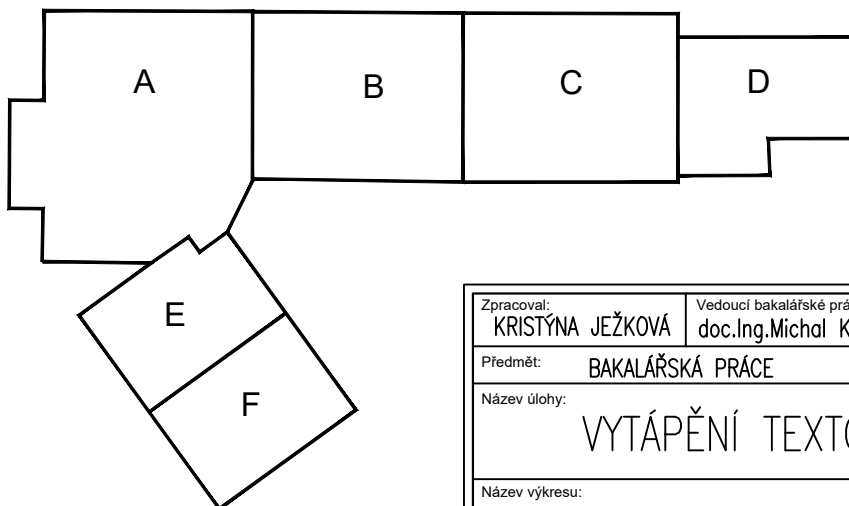 A
B
C
D
E
F
Zpracoval:
KRISTÝNA JEŽKOVÁ
Vedoucí bakalářské
doc.Ing.Michal
Předmět:
BAKALÁŘSKÁ PRÁCE
Název úlohy:
VYTÁPĚNÍ
Název výkresu: